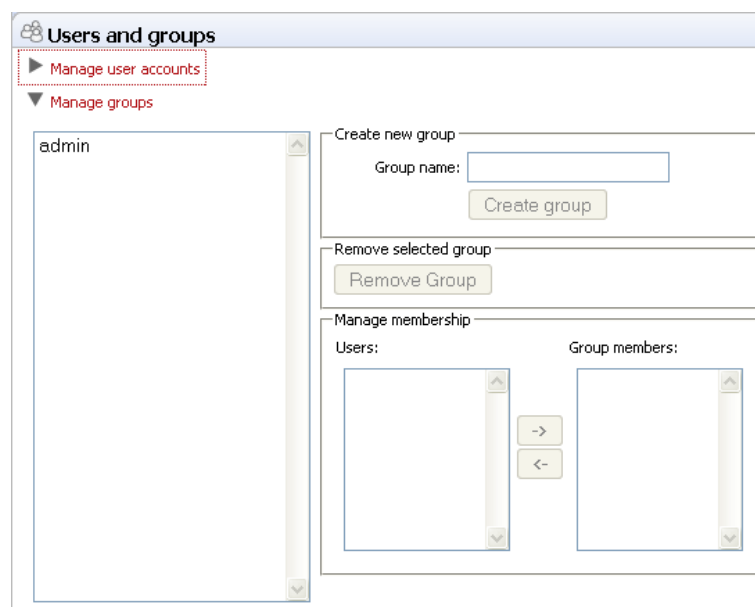 Users and groups
Manage user accounts
Manage groups
admin
Create new group
Group name:
Create group
Remove selected group
Remove Group
Manage membership
Users:
Group members:
->
<-